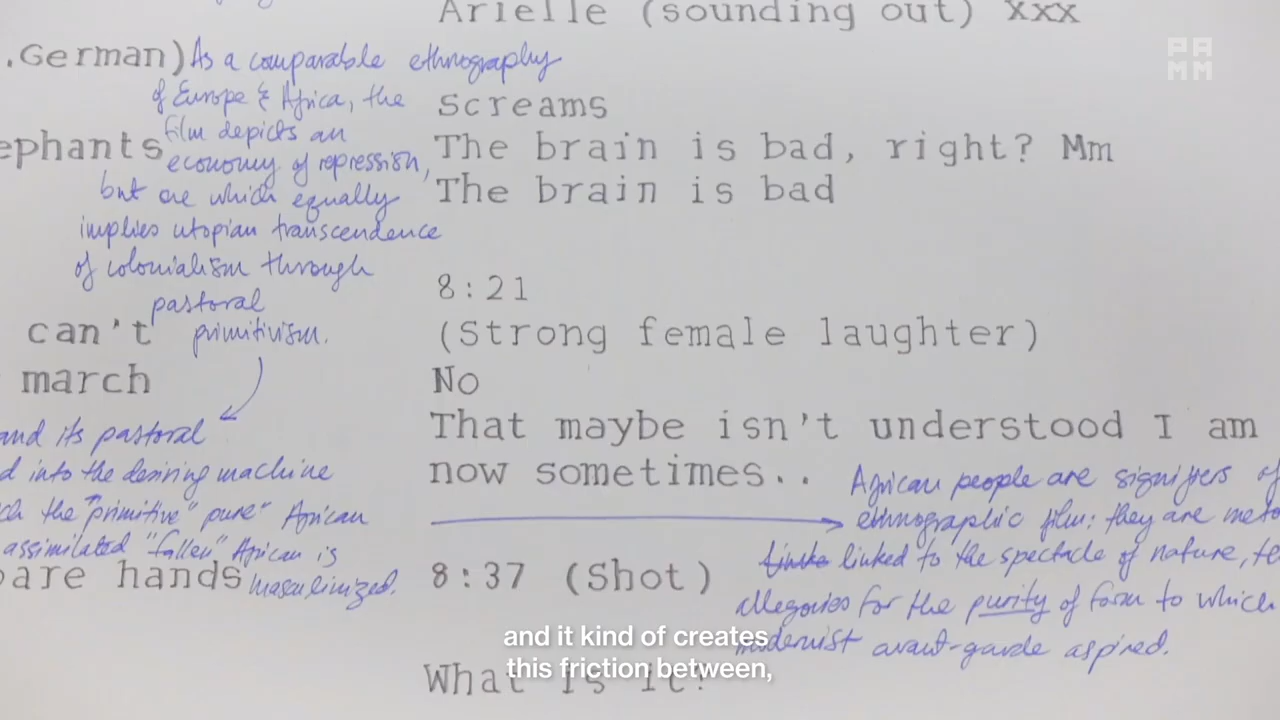 Arielle (sounding out) xxx
PA
MM
.German) As a comparable ethnography
of Europe & Africa, the
Screams
film depicts an
ephants
economy of repression,
The brain is bad, right? Mm
but one which equally
The brain is bad
implies utopian transcendence
of colonialism through
pastoral
primitivism.
8:21
can't
(Strong female laughter)
march
No
and its pastoral
That maybe isn't understood I am
d into the desiring machine
now sometimes..
ch the "primitive" pure" African
assimilated "fallen" African is
masculinized.
African people are signifiers of
ethnographic film: they are meto
linked to the spectacle of nature, te
allegories for the purity of form to which
modernist avant-garde aspired.
bare hands
8:37 (Shot)
What is it?
and it kind of creates
this friction between,